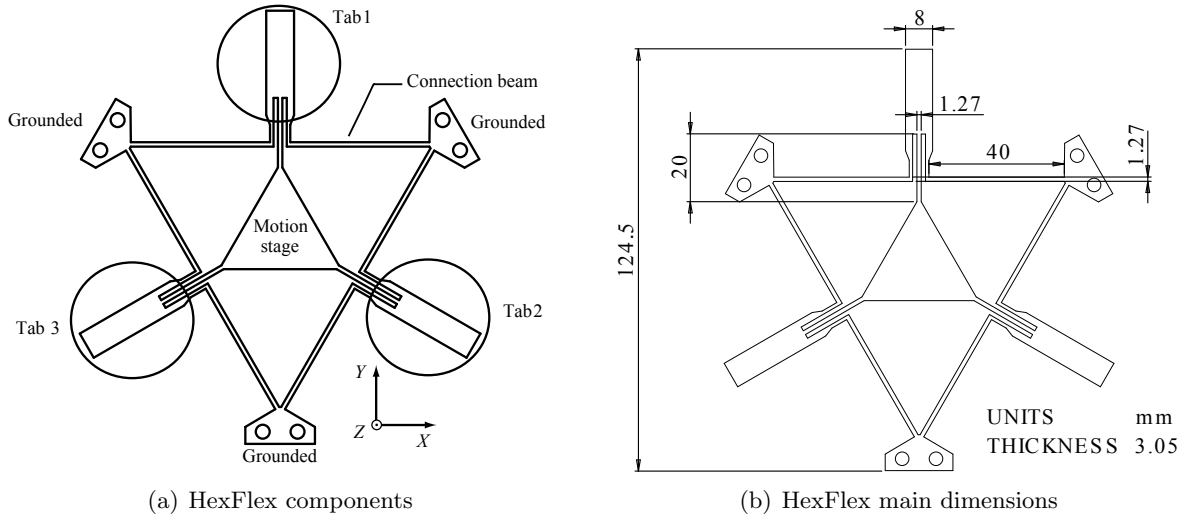 Tab1
Connection beam
Grounded
Grounded
Motion
stage
Tab 3
Tab2
Y
Z
X
Grounded
(a) HexFlex components
8
1.27
20
40
1.27
124.5
UNITS mm
THICKNESS 3.05
(b) HexFlex main dimensions